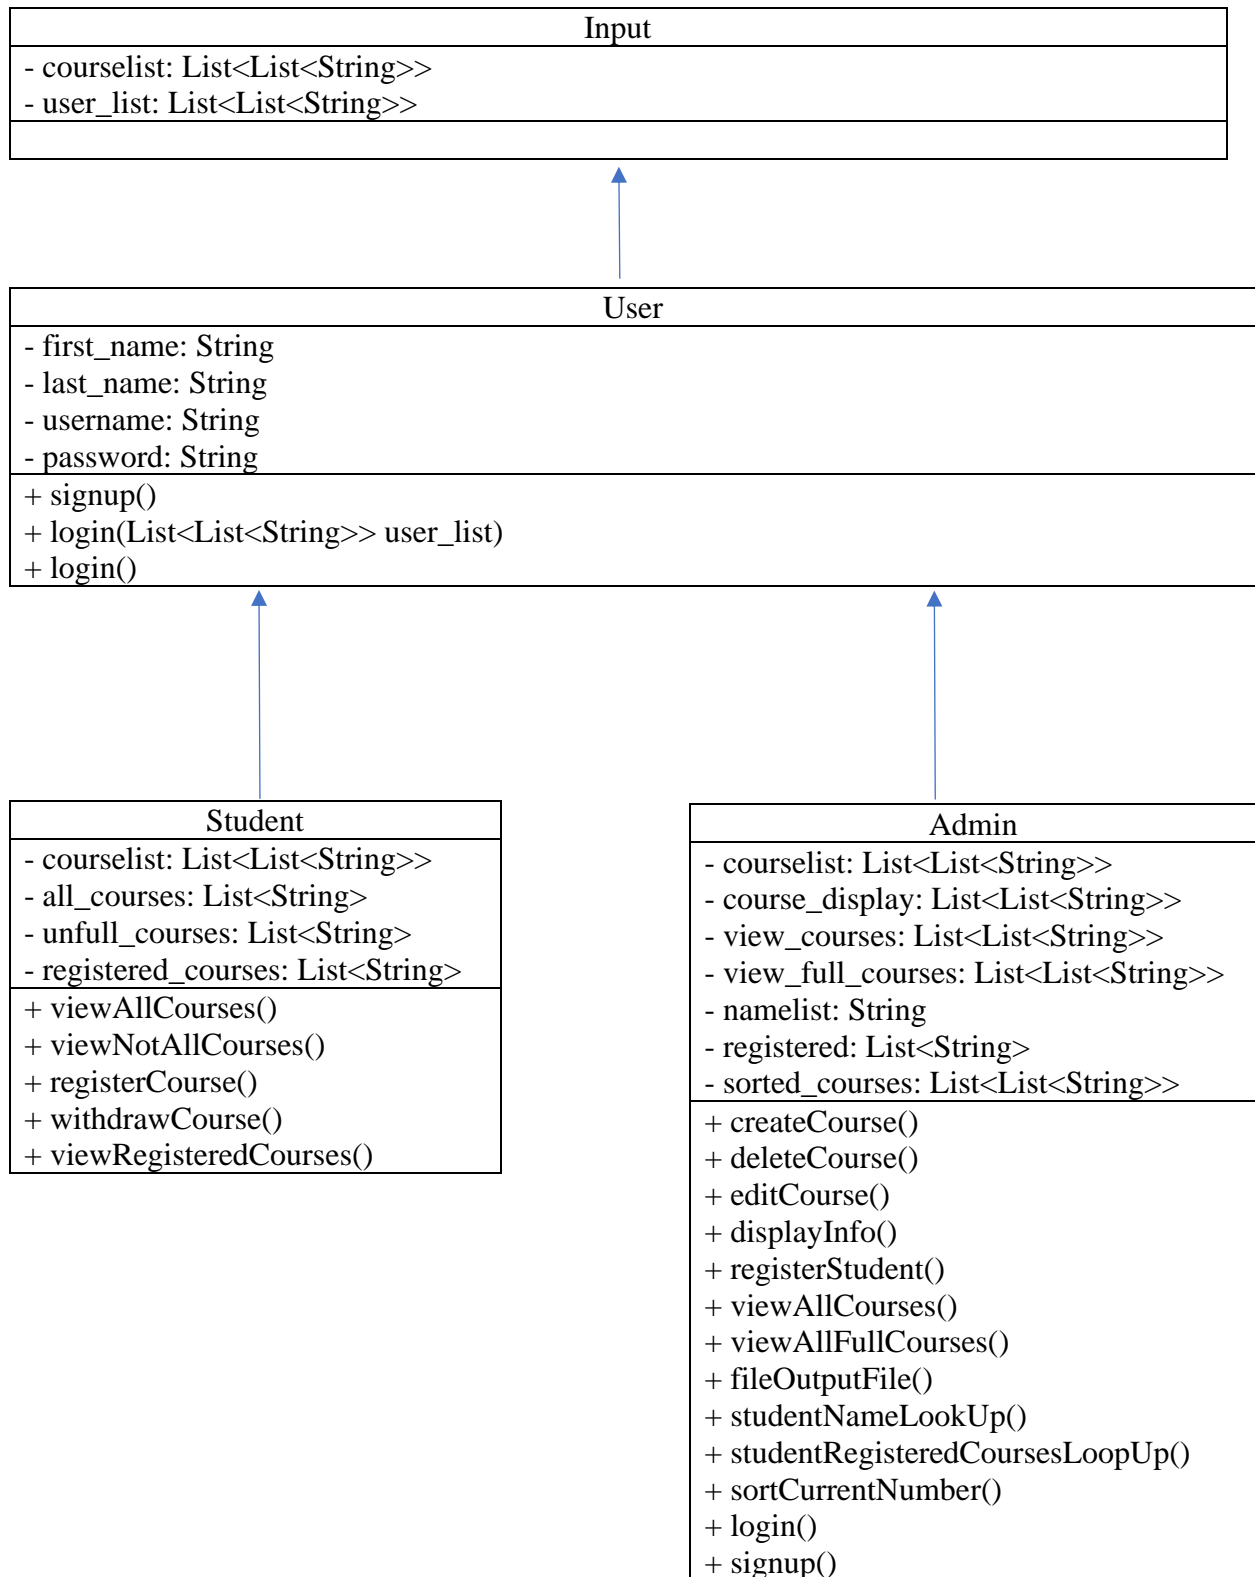 Input
- courselist: List<List<String>>
- user_list: List<List<String>>
User
- first_name: String
- last_name: String
- username: String
- password: String
+ signup()
+ login(List<List<String>> user_list)
+ login()
Student
- courselist: List<List<String>>
- all_courses: List<String>
- unfull_courses: List<String>
- registered_courses: List<String>
+ viewAllCourses()
+ viewNotAllCourses()
+ registerCourse()
+ withdrawCourse()
+ viewRegisteredCourses()
Admin
- courselist: List<List<String>>
- course_display: List<List<String>>
- view_courses: List<List<String>>
- view_full_courses: List<List<String>>
- namelist: String
- registered: List<String>
- sorted_courses: List<List<String>>
+ createCourse()
+ deleteCourse()
+ editCourse()
+ displayInfo()
+ registerStudent()
+ viewAllCourses()
+ viewAllFullCourses()
+ fileOutputFile()
+ studentNameLookUp()
+ studentRegisteredCoursesLoopUp()
+ sortCurrentNumber()
+ login()
+ signup()